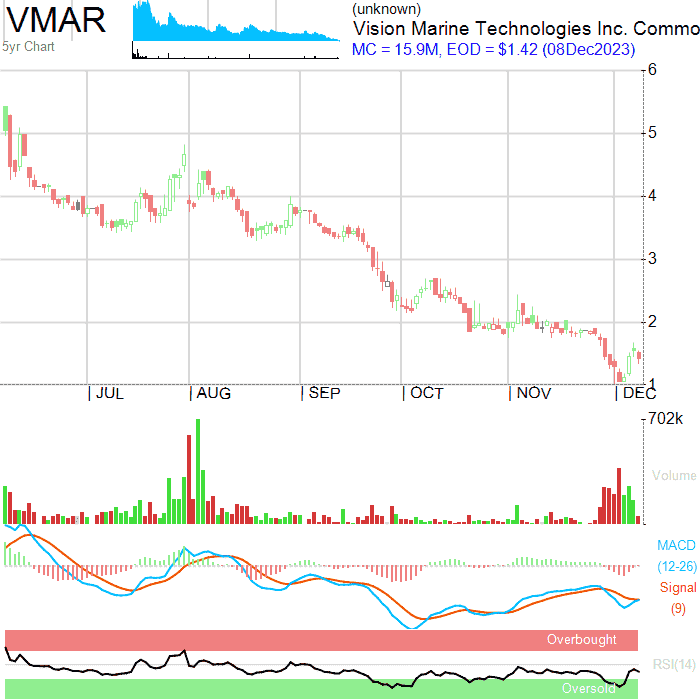 VMAR
(unknown)
Vision Marine Technologies Inc. Commo
5yr Chart
MC = 15.9M, EOD = $1.42 (08Dec2023)
6
5
4
3
2
1
JUL AUG SEP OCT NOV DEC
702k
Volume
MACD
(12-26)
Signal
(9)
Overbought
RSI(14)
Oversold